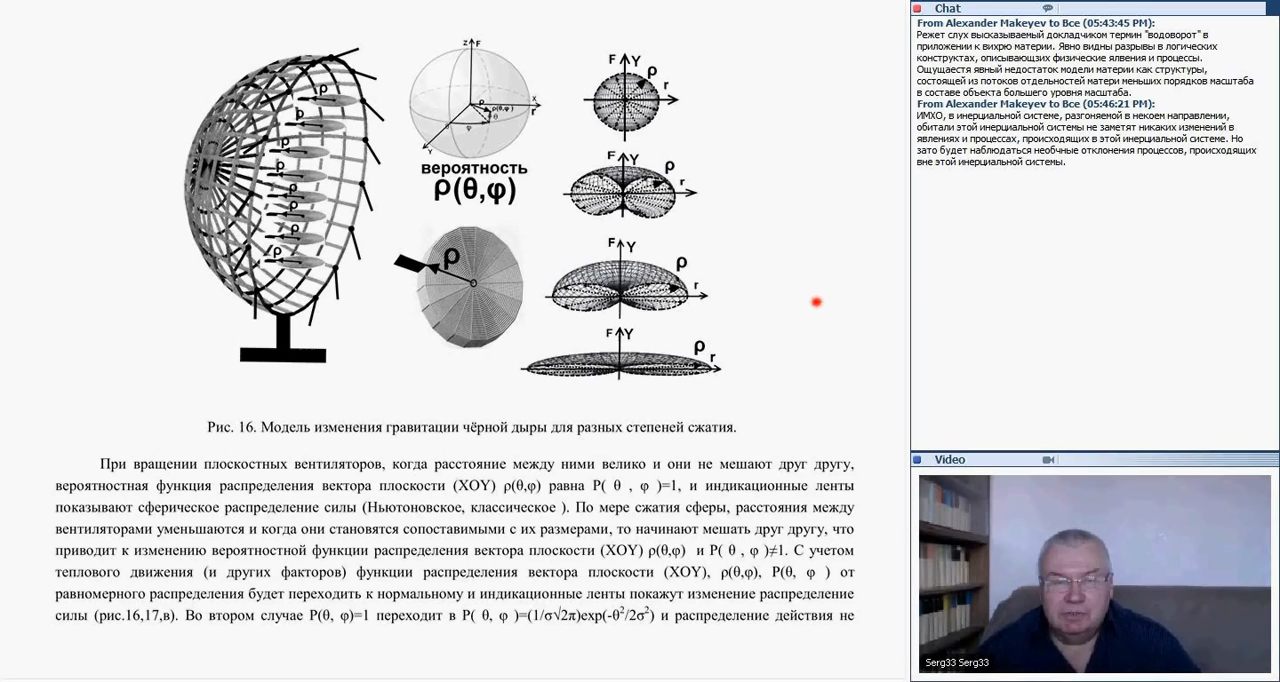 Z F
ρ
X
r
ρ(θ,φ)
θ
φ
θ
Y
вероятность
ρ(θ,φ)
ρ
ρ
ρ
ρ
ρ
ρ
ρ
ρ
F Y
ρ
r
F Y
ρ
r
F Y
ρ
r
F Y
ρ
r
Рис. 16. Модель изменения гравитации чёрной дыры для разных степеней сжатия.
При вращении плоскостных вентиляторов, когда расстояние между ними велико и они не мешают друг другу,
вероятностная функция распределения вектора плоскости (XOY) ρ(θ,φ) равна P( θ , φ )=1, и индикационные ленты
показывают сферическое распределение силы (Ньютоновское, классическое ). По мере сжатия сферы, расстояния между
вентиляторами уменьшаются и когда они становятся сопоставимыми с их размерами, то начинают мешать друг другу, что
приводит к изменению вероятностной функции распределения вектора плоскости (XOY) ρ(θ,φ) и P( θ , φ )≠1. С учетом
теплового движения (и других факторов) функции распределения вектора плоскости (XOY), ρ(θ,φ), P(θ, φ ) от
равномерного распределения будет переходить к нормальному и индикационные ленты покажут изменение распределение
силы (рис.16,17,в). Во втором случае P(θ, φ)=1 переходит в P( θ, φ )=(1/σ√2π)exp(-θ²/2σ²) и распределение действия не
Chat
From Alexander Makeyev to Все (05:43:45 PM):
Режет слух высказываемый докладчиком термин "водоворот" в
приложении к вихрю материи. Явно видны разрывы в логических
конструктах, описывающих физические ялвения и процессы.
Ощущаестя явный недостаток модели материи как структуры,
состоящей из потоков отдельностей матери меньших порядков масштаба
в составе объекта большего уровня масштаба.
From Alexander Makeyev to Все (05:46:21 PM):
ИМХО, в инерциальной системе, разгоняемой в некоем направлении,
обитали этой инерциальной системы не заметят никаких изменений в
явлениях и процессах, происходящих в этой инерциальной системе. Но
зато будет наблюдаться необчные отклонения процессов, происходящих
вне этой инерциальной системы.
Video
Serg33 Serg33